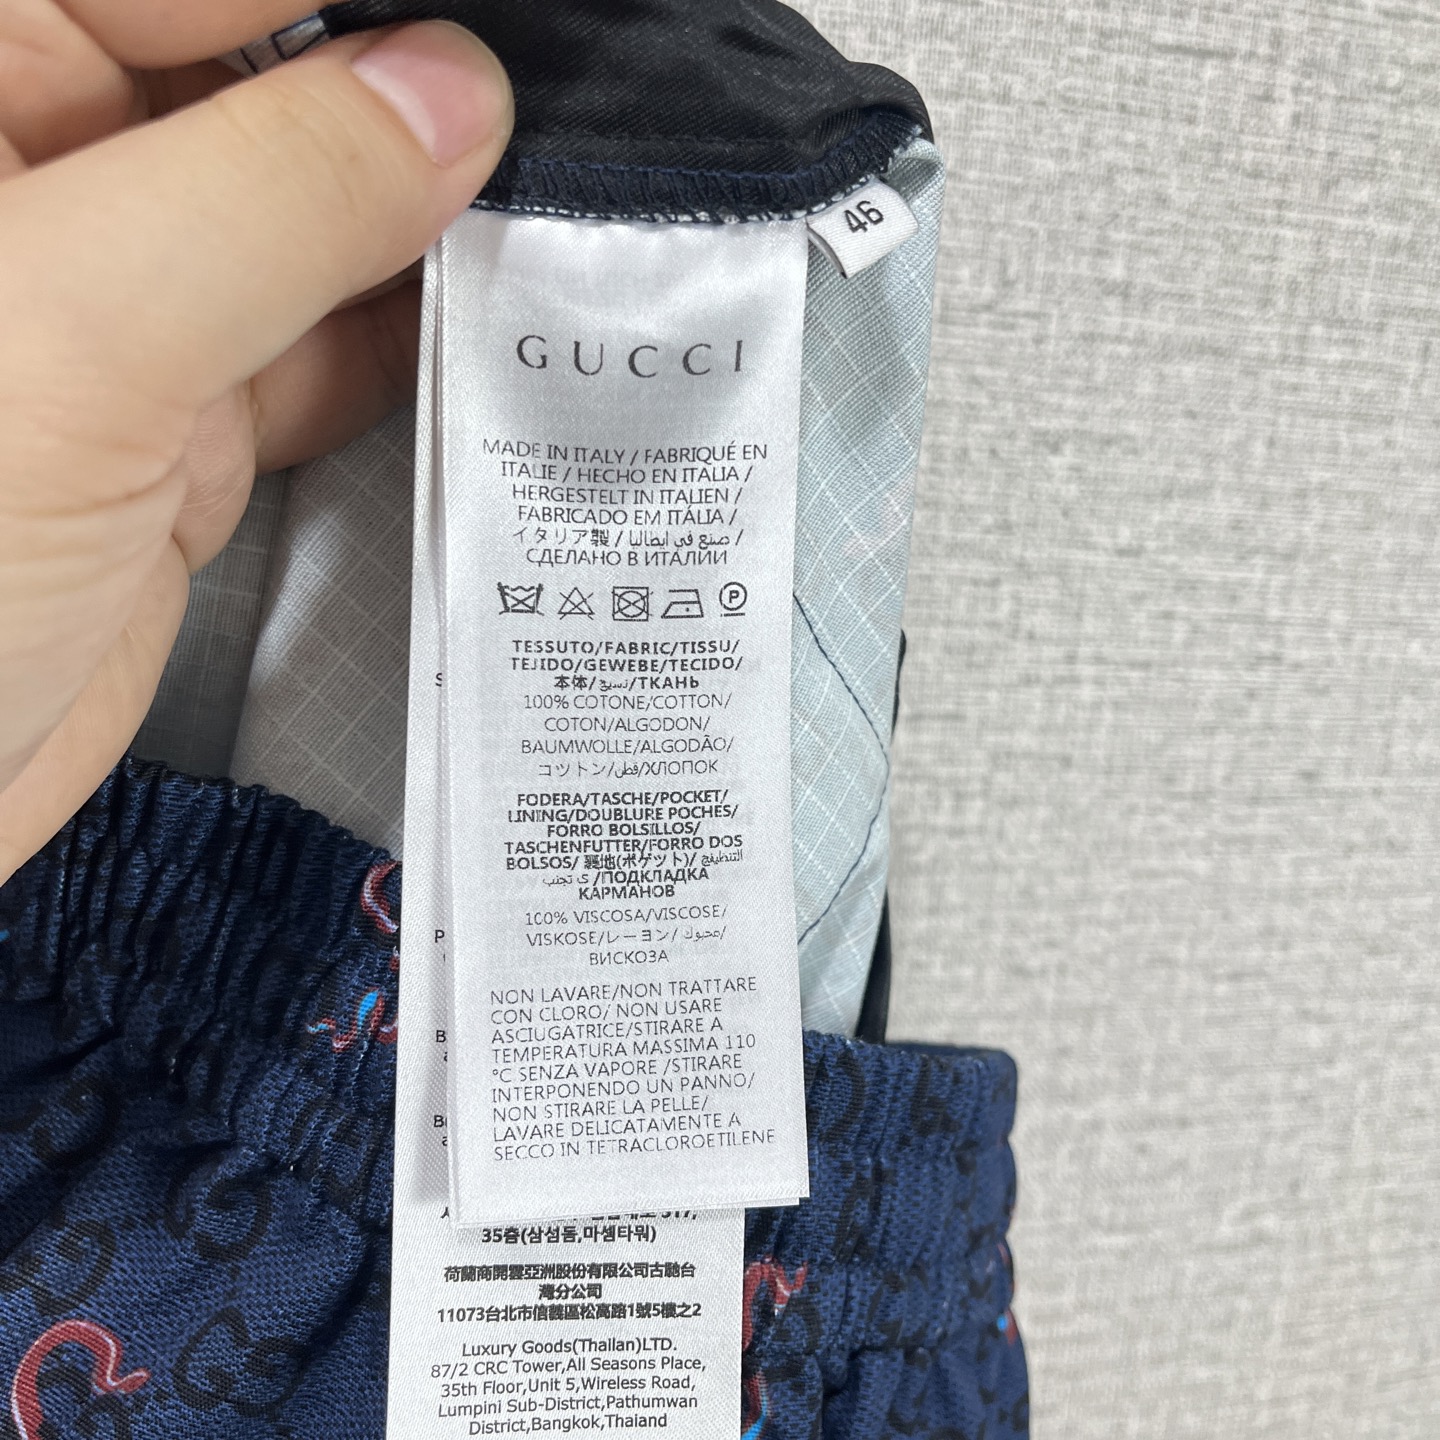 46
GUCCI
MADE IN ITALY / FABRIQUÉ EN
ITALIE / HECHO EN ITALIA /
HERGESTELT IN ITALIEN /
FABRICADO EM ITÁLIA /
イタリア製 / صنع في ايطاليا /
СДЕЛАНО В ИТАЛИИ
P
TESSUTO/FABRIC/TISSU/
TEJIDO/GEWEBE/TECIDO/
本体/نسيج/ТКАНЬ
100% COTONE/COTTON/
COTON/ALGODON/
BAUMWOLLE/ALGODÃO/
コットン/قطن/ХЛОПОК
FODERA/TASCHE/POCKET/
LINING/DOUBLURE POCHES/
FORRO BOLSILLOS/
TASCHENFUTTER/FORRO DOS
BOLSOS/ 裏地(ポケット)/
/ПОДКЛАДКА
КАРМАНОВ
100% VISCOSA/VISCOSE/
VISKOSE/レーヨン/
ВИСКОЗА
NON LAVARE/NON TRATTARE
CON CLORO/ NON USARE
ASCIUGATRICE/STIRARE A
TEMPERATURA MASSIMA 110
°C SENZA VAPORE /STIRARE
INTERPONENDO UN PANNO/
NON STIRARE LA PELLE/
LAVARE DELICATAMENTE A
SECCO IN TETRACLOROETILENE
35층(삼성동,마셈타워)
荷蘭商開雲亞洲股份有限公司古馳台
灣分公司
11073台北市信義區松高路1號5樓之2
Luxury Goods(Thailan)LTD.
87/2 CRC Tower,All Seasons Place,
35th Floor,Unit 5,Wireless Road,
Lumpini Sub-District,Pathumwan
District,Bangkok,Thaiand